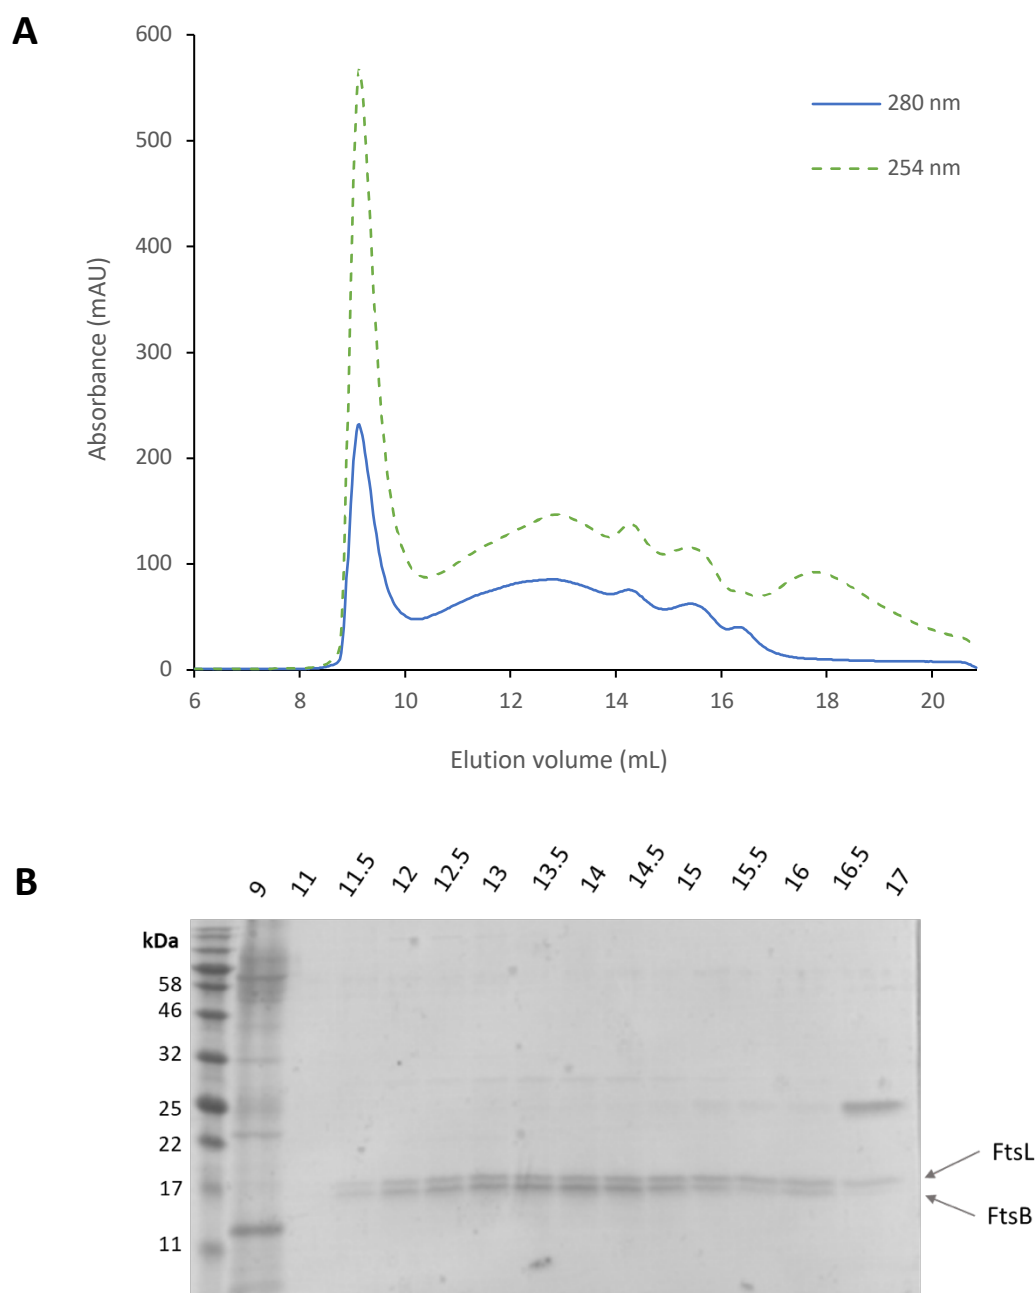 A
600
500
400
300
200
100
0
Absorbance (mAU)
280 nm
254 nm
6 8 10 12 14 16 18 20
Elution volume (mL)
B
9 11 11.5 12 12.5 13 13.5 14 14.5 15 15.5 16 16.5 17
kDa
58
46
32
25
22
17
11
FtsL
FtsB